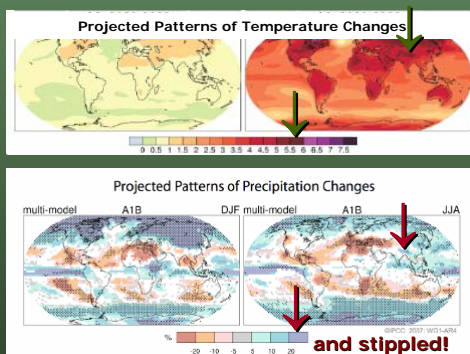 Projected Patterns of Temperature Changes
0 0.5 1 1.5 2 2.5 3 3.5 4 4.5 5 5.5 6 6.5 7 7.5
Projected Patterns of Precipitation Changes
multi-model A1B DJF multi-model A1B JJA
©IPCC 2007: WG1-AR4
% -20 -10 -5 5 10 20
and stippled!